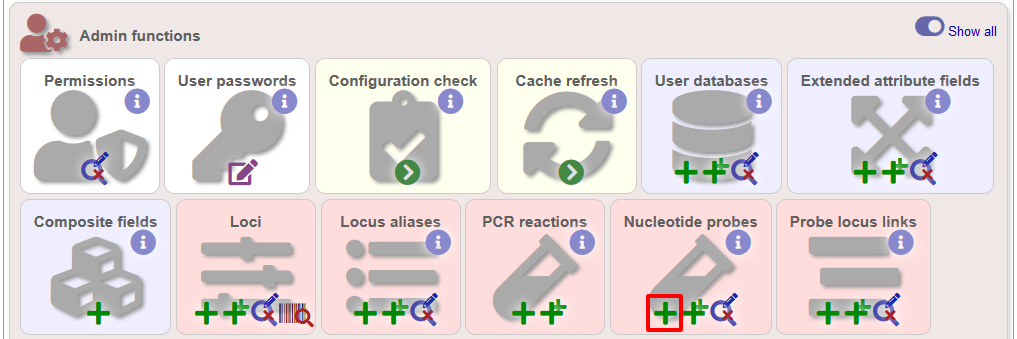 Admin functions
Show all
Permissions
User passwords
Configuration check
Cache refresh
User databases
Extended attribute fields
Composite fields
Loci
Locus aliases
PCR reactions
Nucleotide probes
Probe locus links